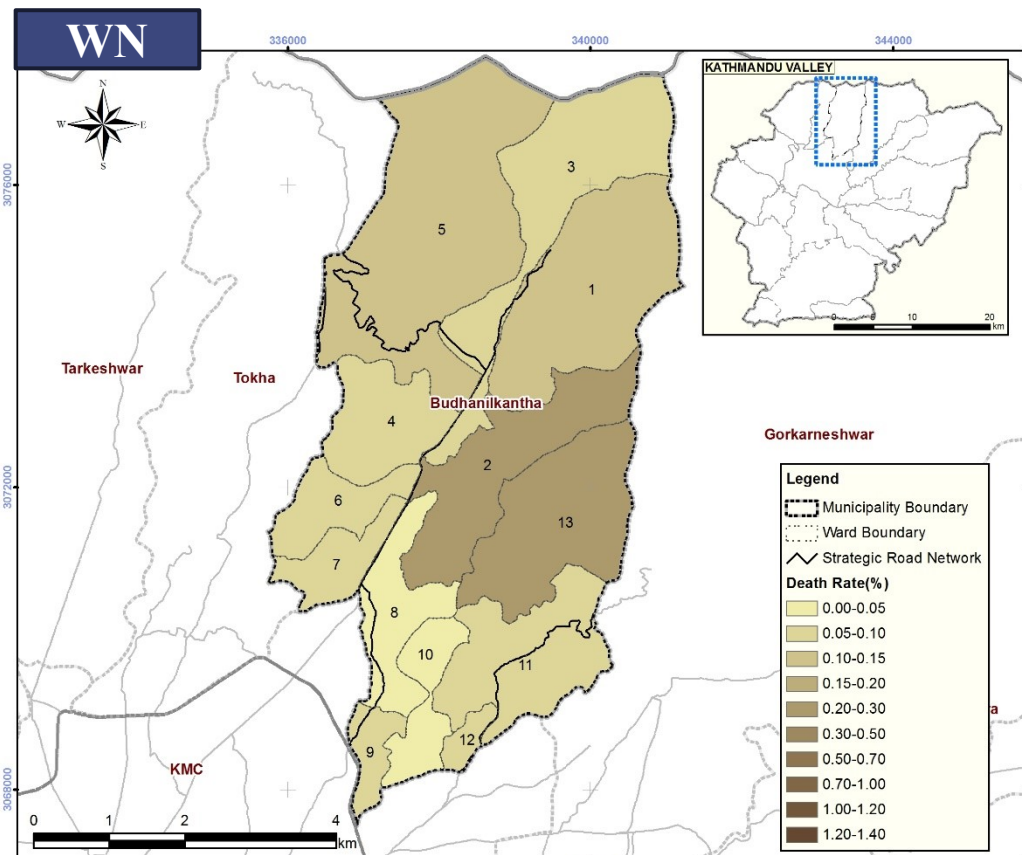 WN
336000
340000
344000
N
W
E
S
3076000
3072000
3068000
KATHMANDU VALLEY
0
5
10
20
km
3
5
1
Tarkeshwar
Tokha
Budhanilkantha
4
Gorkarneshwar
2
6
13
7
8
10
11
12
9
KMC
Legend
Municipality Boundary
Ward Boundary
Strategic Road Network
Death Rate(%)
0.00-0.05
0.05-0.10
0.10-0.15
0.15-0.20
0.20-0.30
0.30-0.50
0.50-0.70
0.70-1.00
1.00-1.20
1.20-1.40
a
0
1
2
4
km